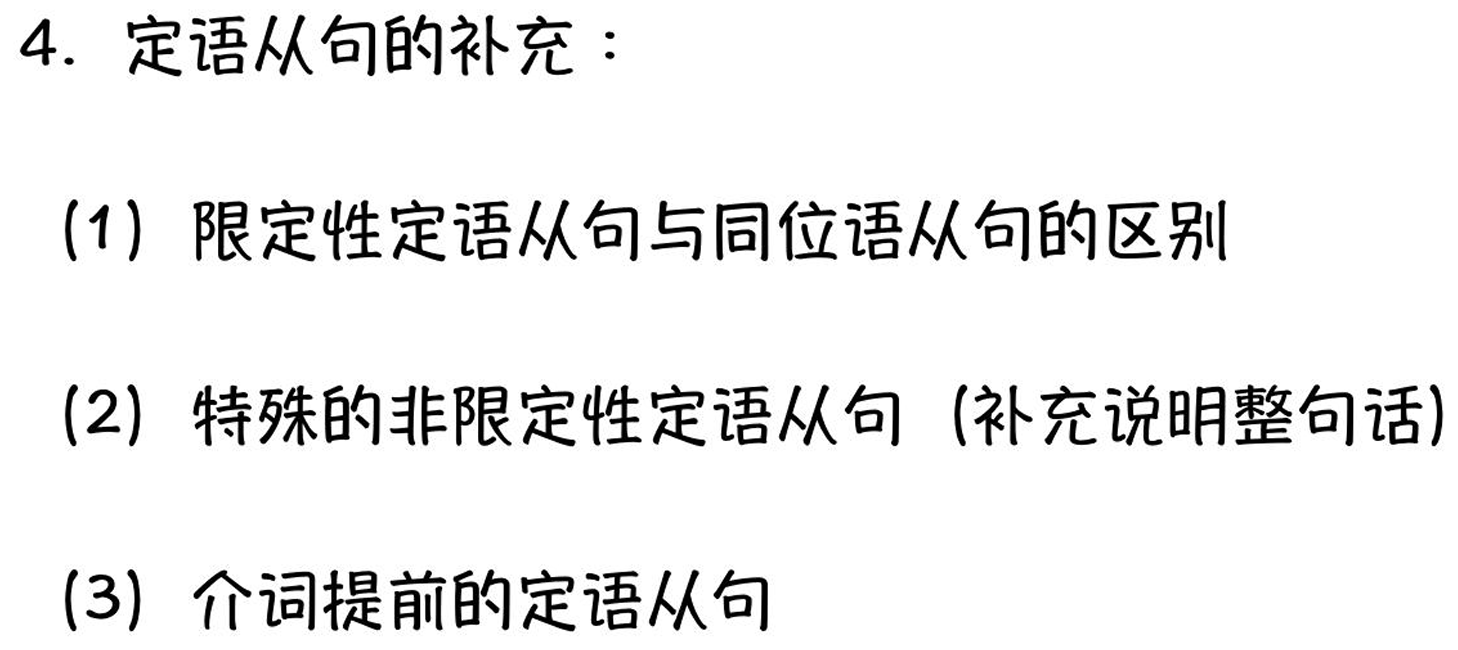 4. 定语从句的补充：
(1) 限定性定语从句与同位语从句的区别
(2) 特殊的非限定性定语从句 (补充说明整句话)
(3) 介词提前的定语从句